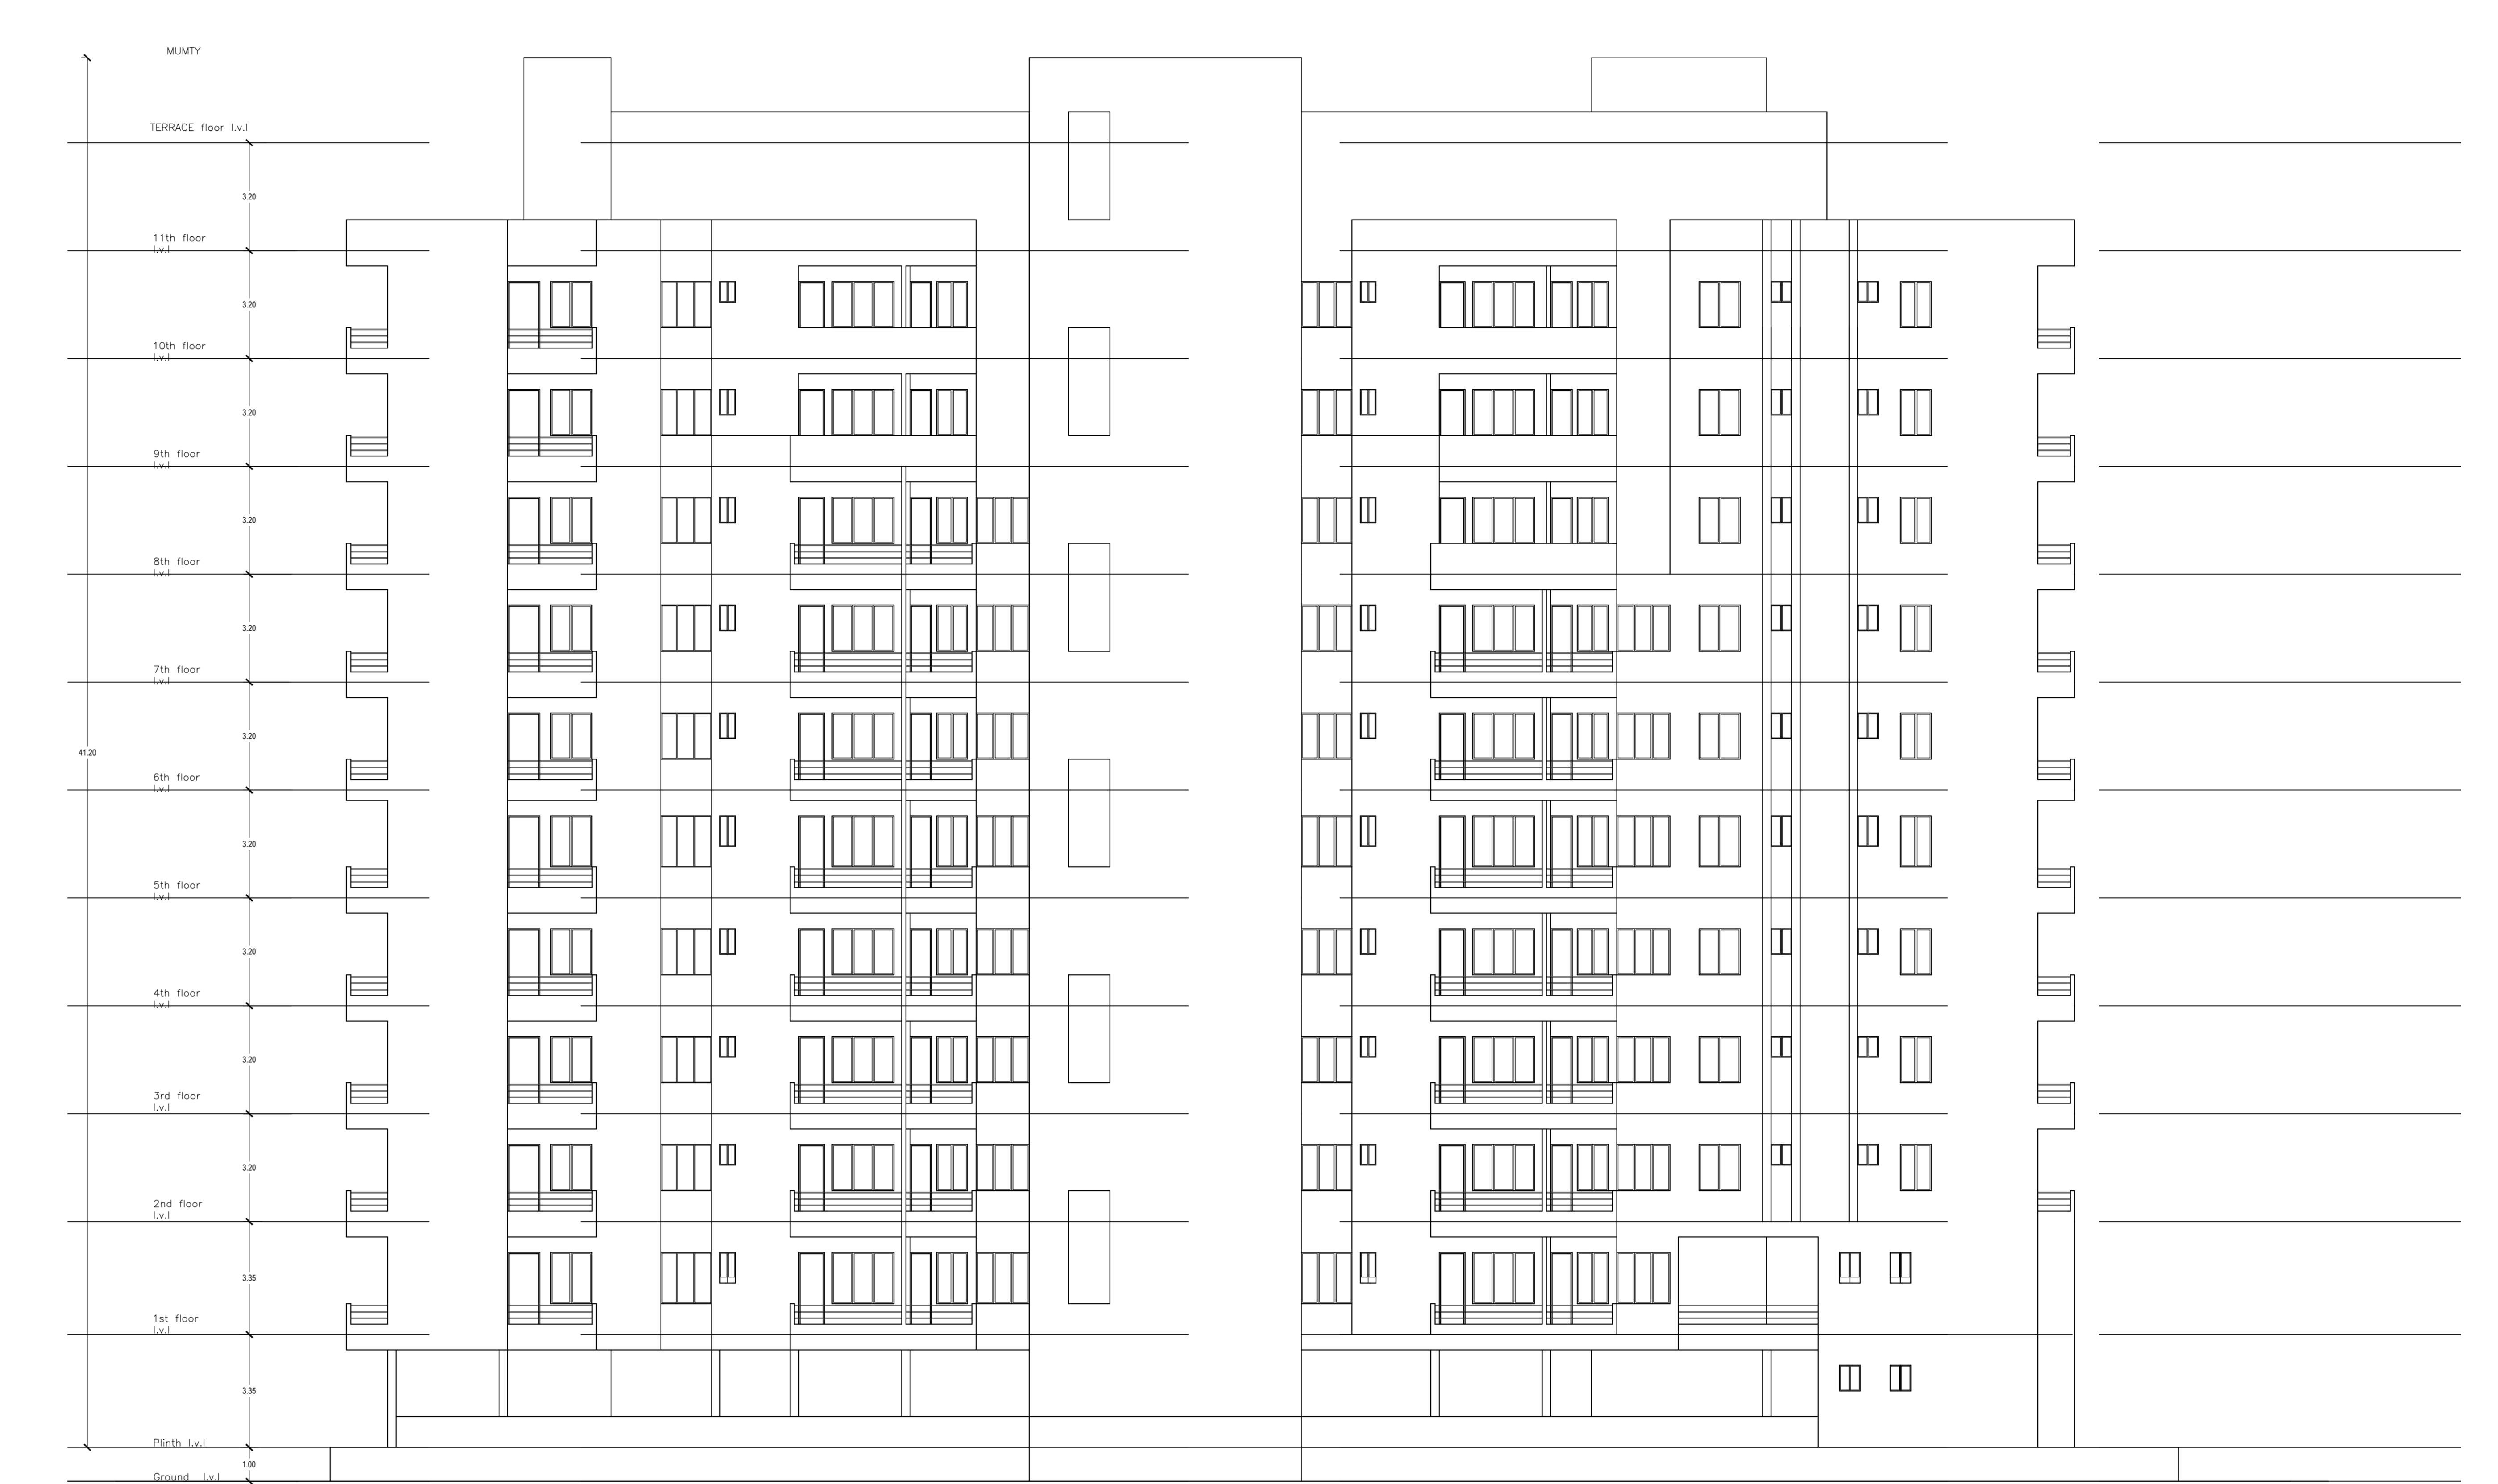 MUMTY
TERRACE floor l.v.l
3.20
11th floor
l.v.l
3.20
10th floor
l.v.l
3.20
9th floor
l.v.l
3.20
8th floor
l.v.l
3.20
7th floor
l.v.l
3.20
41.20
6th floor
l.v.l
3.20
5th floor
l.v.l
3.20
4th floor
l.v.l
3.20
3rd floor
l.v.l
3.20
2nd floor
l.v.l
3.35
1st floor
l.v.l
3.35
Plinth l.v.l
1.00
Ground l.v.l